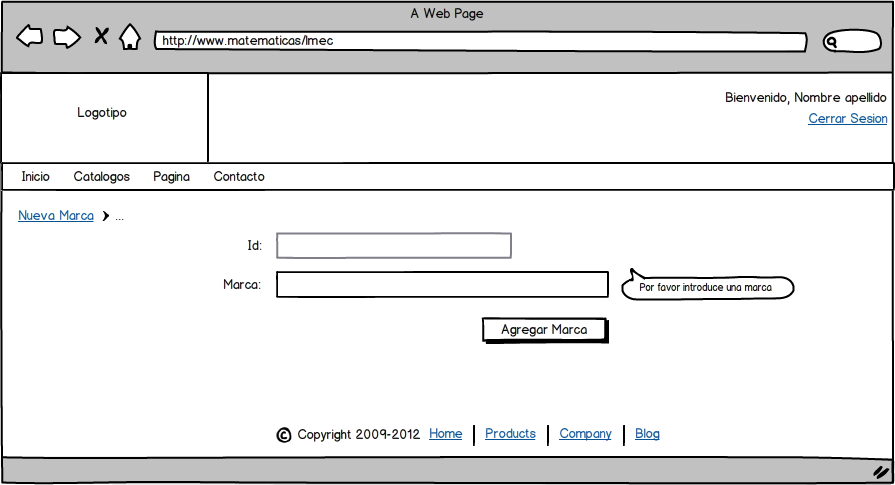 A Web Page
http://www.matematicas/lmec
Logotipo
Bienvenido, Nombre apellido
Cerrar Sesion
Inicio Catalogos Pagina Contacto
Nueva Marca ...
Id:
Marca:
Por favor introduce una marca
Agregar Marca
© Copyright 2009-2012 Home Products Company Blog